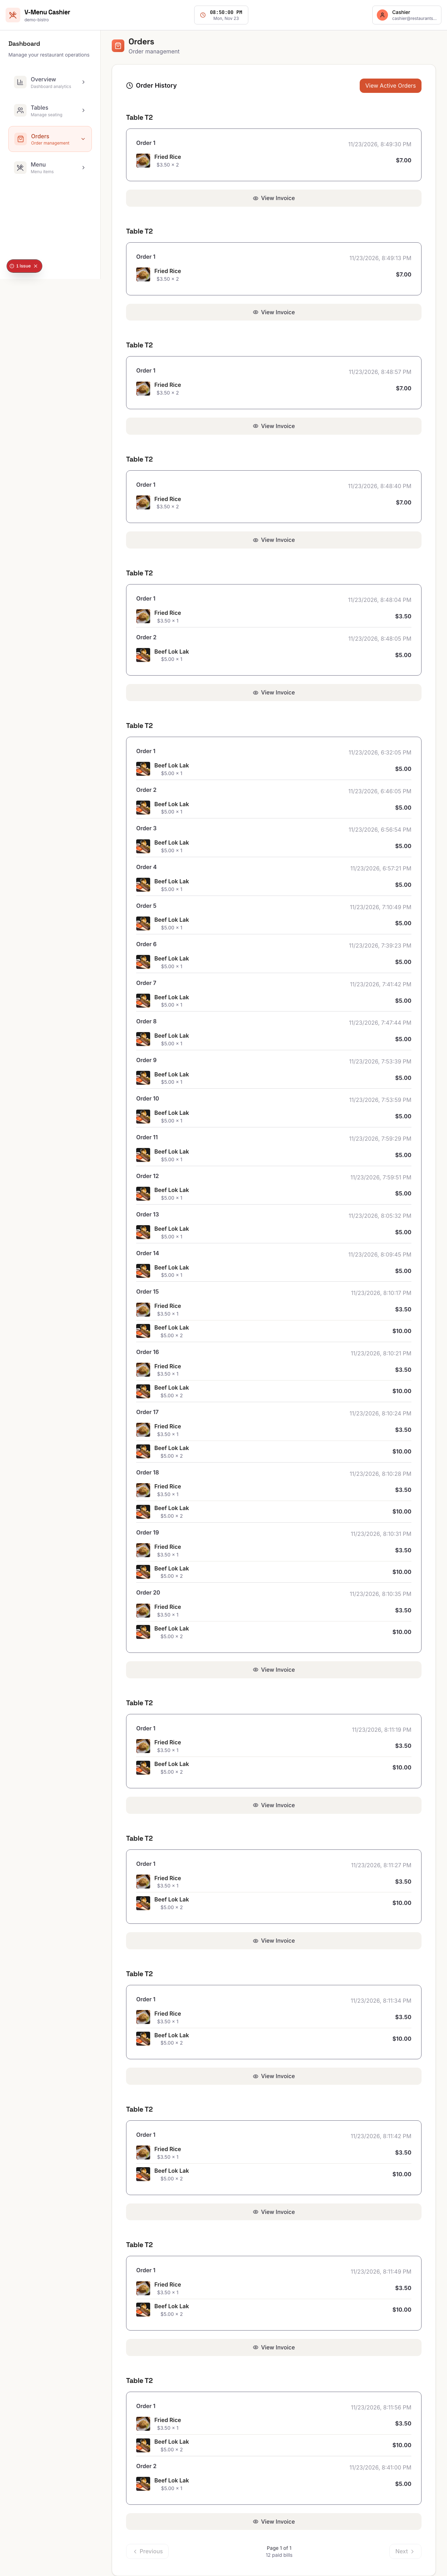 V-Menu Cashier
demo-bistro
08:50:00 PM
Mon, Nov 23
Cashier
cashier@restaurants...
Dashboard
Manage your restaurant operations
Overview
Dashboard analytics
Tables
Manage seating
Orders
Order management
Menu
Menu items
1 Issue
Orders
Order management
Order History
View Active Orders
Table T2
Order 1
11/23/2026, 8:49:30 PM
Fried Rice
$3.50 × 2
$7.00
View Invoice
Table T2
Order 1
11/23/2026, 8:49:13 PM
Fried Rice
$3.50 × 2
$7.00
View Invoice
Table T2
Order 1
11/23/2026, 8:48:57 PM
Fried Rice
$3.50 × 2
$7.00
View Invoice
Table T2
Order 1
11/23/2026, 8:48:40 PM
Fried Rice
$3.50 × 2
$7.00
View Invoice
Table T2
Order 1
11/23/2026, 8:48:04 PM
Fried Rice
$3.50 × 1
$3.50
Order 2
11/23/2026, 8:48:05 PM
Beef Lok Lak
$5.00 × 1
$5.00
View Invoice
Table T2
Order 1
11/23/2026, 6:32:05 PM
Beef Lok Lak
$5.00 × 1
$5.00
Order 2
11/23/2026, 6:46:05 PM
Beef Lok Lak
$5.00 × 1
$5.00
Order 3
11/23/2026, 6:56:54 PM
Beef Lok Lak
$5.00 × 1
$5.00
Order 4
11/23/2026, 6:57:21 PM
Beef Lok Lak
$5.00 × 1
$5.00
Order 5
11/23/2026, 7:10:49 PM
Beef Lok Lak
$5.00 × 1
$5.00
Order 6
11/23/2026, 7:39:23 PM
Beef Lok Lak
$5.00 × 1
$5.00
Order 7
11/23/2026, 7:41:42 PM
Beef Lok Lak
$5.00 × 1
$5.00
Order 8
11/23/2026, 7:47:44 PM
Beef Lok Lak
$5.00 × 1
$5.00
Order 9
11/23/2026, 7:53:39 PM
Beef Lok Lak
$5.00 × 1
$5.00
Order 10
11/23/2026, 7:53:59 PM
Beef Lok Lak
$5.00 × 1
$5.00
Order 11
11/23/2026, 7:59:29 PM
Beef Lok Lak
$5.00 × 1
$5.00
Order 12
11/23/2026, 7:59:51 PM
Beef Lok Lak
$5.00 × 1
$5.00
Order 13
11/23/2026, 8:05:32 PM
Beef Lok Lak
$5.00 × 1
$5.00
Order 14
11/23/2026, 8:09:45 PM
Beef Lok Lak
$5.00 × 1
$5.00
Order 15
11/23/2026, 8:10:17 PM
Fried Rice
$3.50 × 1
$3.50
Beef Lok Lak
$5.00 × 2
$10.00
Order 16
11/23/2026, 8:10:21 PM
Fried Rice
$3.50 × 1
$3.50
Beef Lok Lak
$5.00 × 2
$10.00
Order 17
11/23/2026, 8:10:24 PM
Fried Rice
$3.50 × 1
$3.50
Beef Lok Lak
$5.00 × 2
$10.00
Order 18
11/23/2026, 8:10:28 PM
Fried Rice
$3.50 × 1
$3.50
Beef Lok Lak
$5.00 × 2
$10.00
Order 19
11/23/2026, 8:10:31 PM
Fried Rice
$3.50 × 1
$3.50
Beef Lok Lak
$5.00 × 2
$10.00
Order 20
11/23/2026, 8:10:35 PM
Fried Rice
$3.50 × 1
$3.50
Beef Lok Lak
$5.00 × 2
$10.00
View Invoice
Table T2
Order 1
11/23/2026, 8:11:19 PM
Fried Rice
$3.50 × 1
$3.50
Beef Lok Lak
$5.00 × 2
$10.00
View Invoice
Table T2
Order 1
11/23/2026, 8:11:27 PM
Fried Rice
$3.50 × 1
$3.50
Beef Lok Lak
$5.00 × 2
$10.00
View Invoice
Table T2
Order 1
11/23/2026, 8:11:34 PM
Fried Rice
$3.50 × 1
$3.50
Beef Lok Lak
$5.00 × 2
$10.00
View Invoice
Table T2
Order 1
11/23/2026, 8:11:42 PM
Fried Rice
$3.50 × 1
$3.50
Beef Lok Lak
$5.00 × 2
$10.00
View Invoice
Table T2
Order 1
11/23/2026, 8:11:49 PM
Fried Rice
$3.50 × 1
$3.50
Beef Lok Lak
$5.00 × 2
$10.00
View Invoice
Table T2
Order 1
11/23/2026, 8:11:56 PM
Fried Rice
$3.50 × 1
$3.50
Beef Lok Lak
$5.00 × 2
$10.00
Order 2
11/23/2026, 8:41:00 PM
Beef Lok Lak
$5.00 × 1
$5.00
View Invoice
Previous
Page 1 of 1
12 paid bills
Next